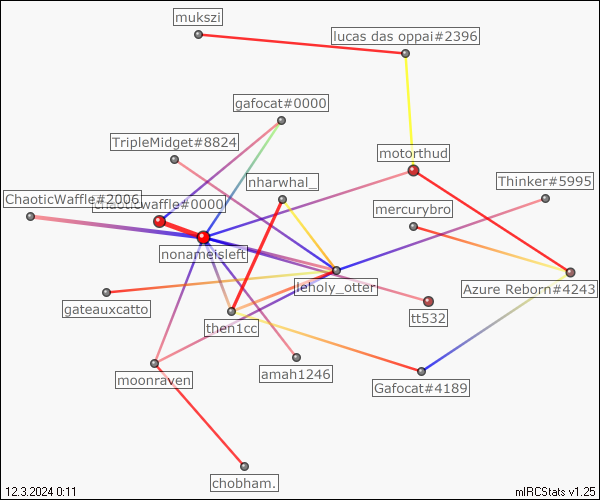 mukszi
lucas das oppai#2396
gafocat#0000
TripleMidget#8824
motorthud
nharwhal_
Thinker#5995
ChaoticWaffle#2006
chaoticwaffle#0000
mercurybro
nonameisleft
leholy_otter
Azure Reborn#4243
gateauxcatto
tt532
then1cc
moonraven
amah1246
Gafocat#4189
chobham.
12.3.2024 0:11
mIRCStats v1.25